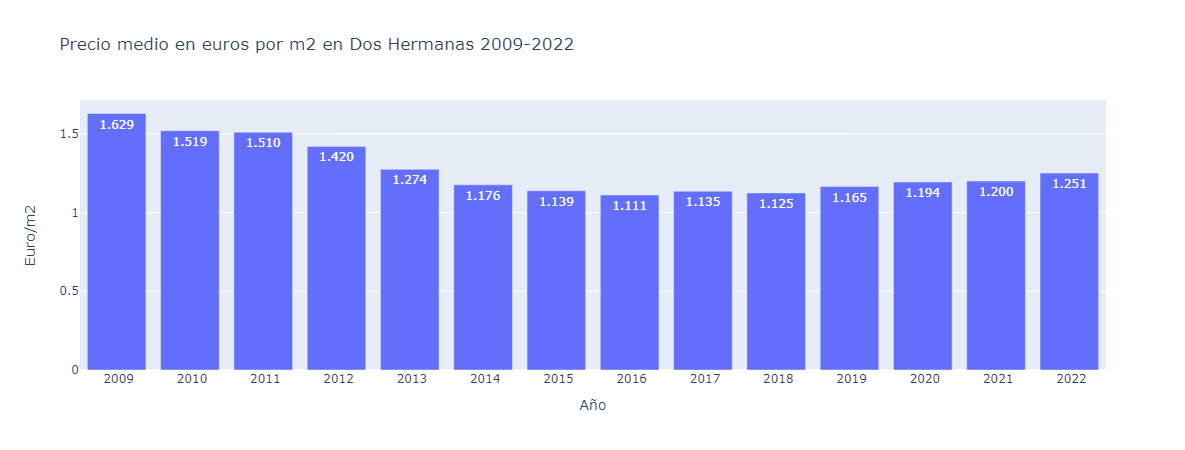 Precio medio en euros por m2 en Dos Hermanas 2009-2022
1.629 1.519 1.510 1.420 1.274 1.176 1.139 1.111 1.135 1.125 1.165 1.194 1.200 1.251
1.5
1
0.5
0
Euro/m2
2009 2010 2011 2012 2013 2014 2015 2016 2017 2018 2019 2020 2021 2022
Año